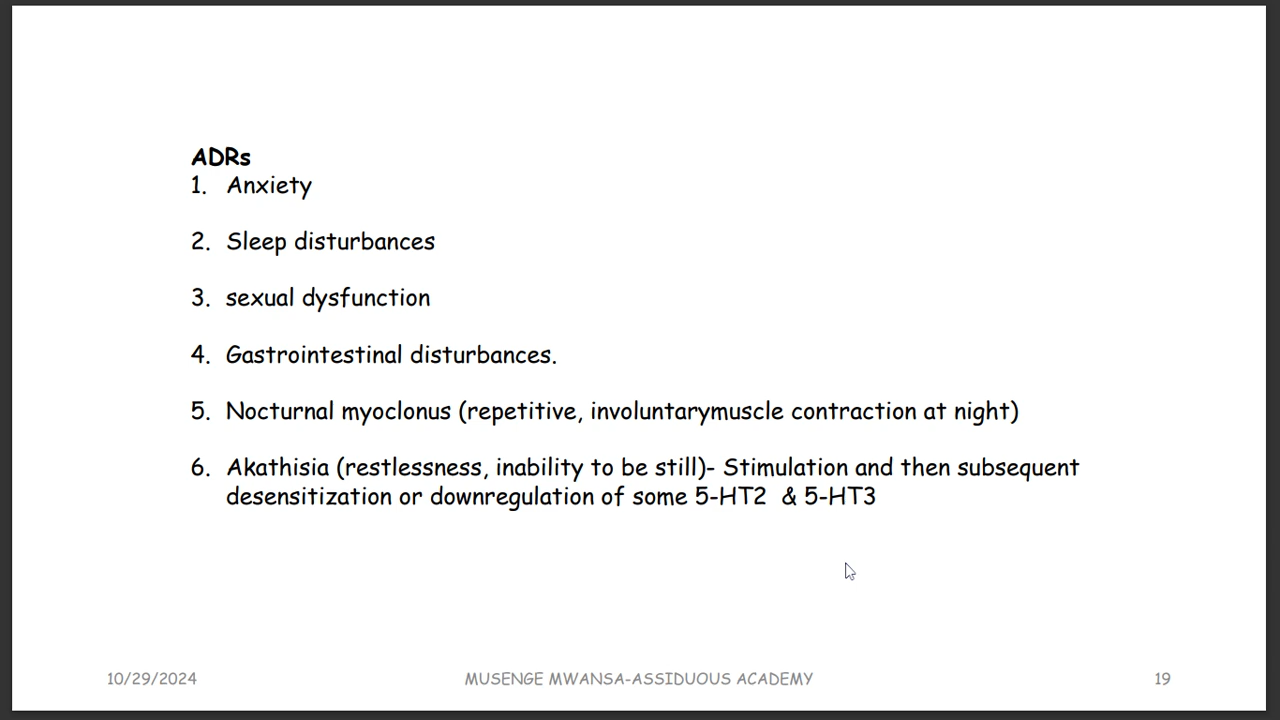 ADRs
1. Anxiety
2. Sleep disturbances
3. sexual dysfunction
4. Gastrointestinal disturbances.
5. Nocturnal myoclonus (repetitive, involuntarymuscle contraction at night)
6. Akathisia (restlessness, inability to be still)- Stimulation and then subsequent
desensitization or downregulation of some 5-HT2 & 5-HT3
10/29/2024 MUSENGE MWANSA-ASSIDUOUS ACADEMY 19